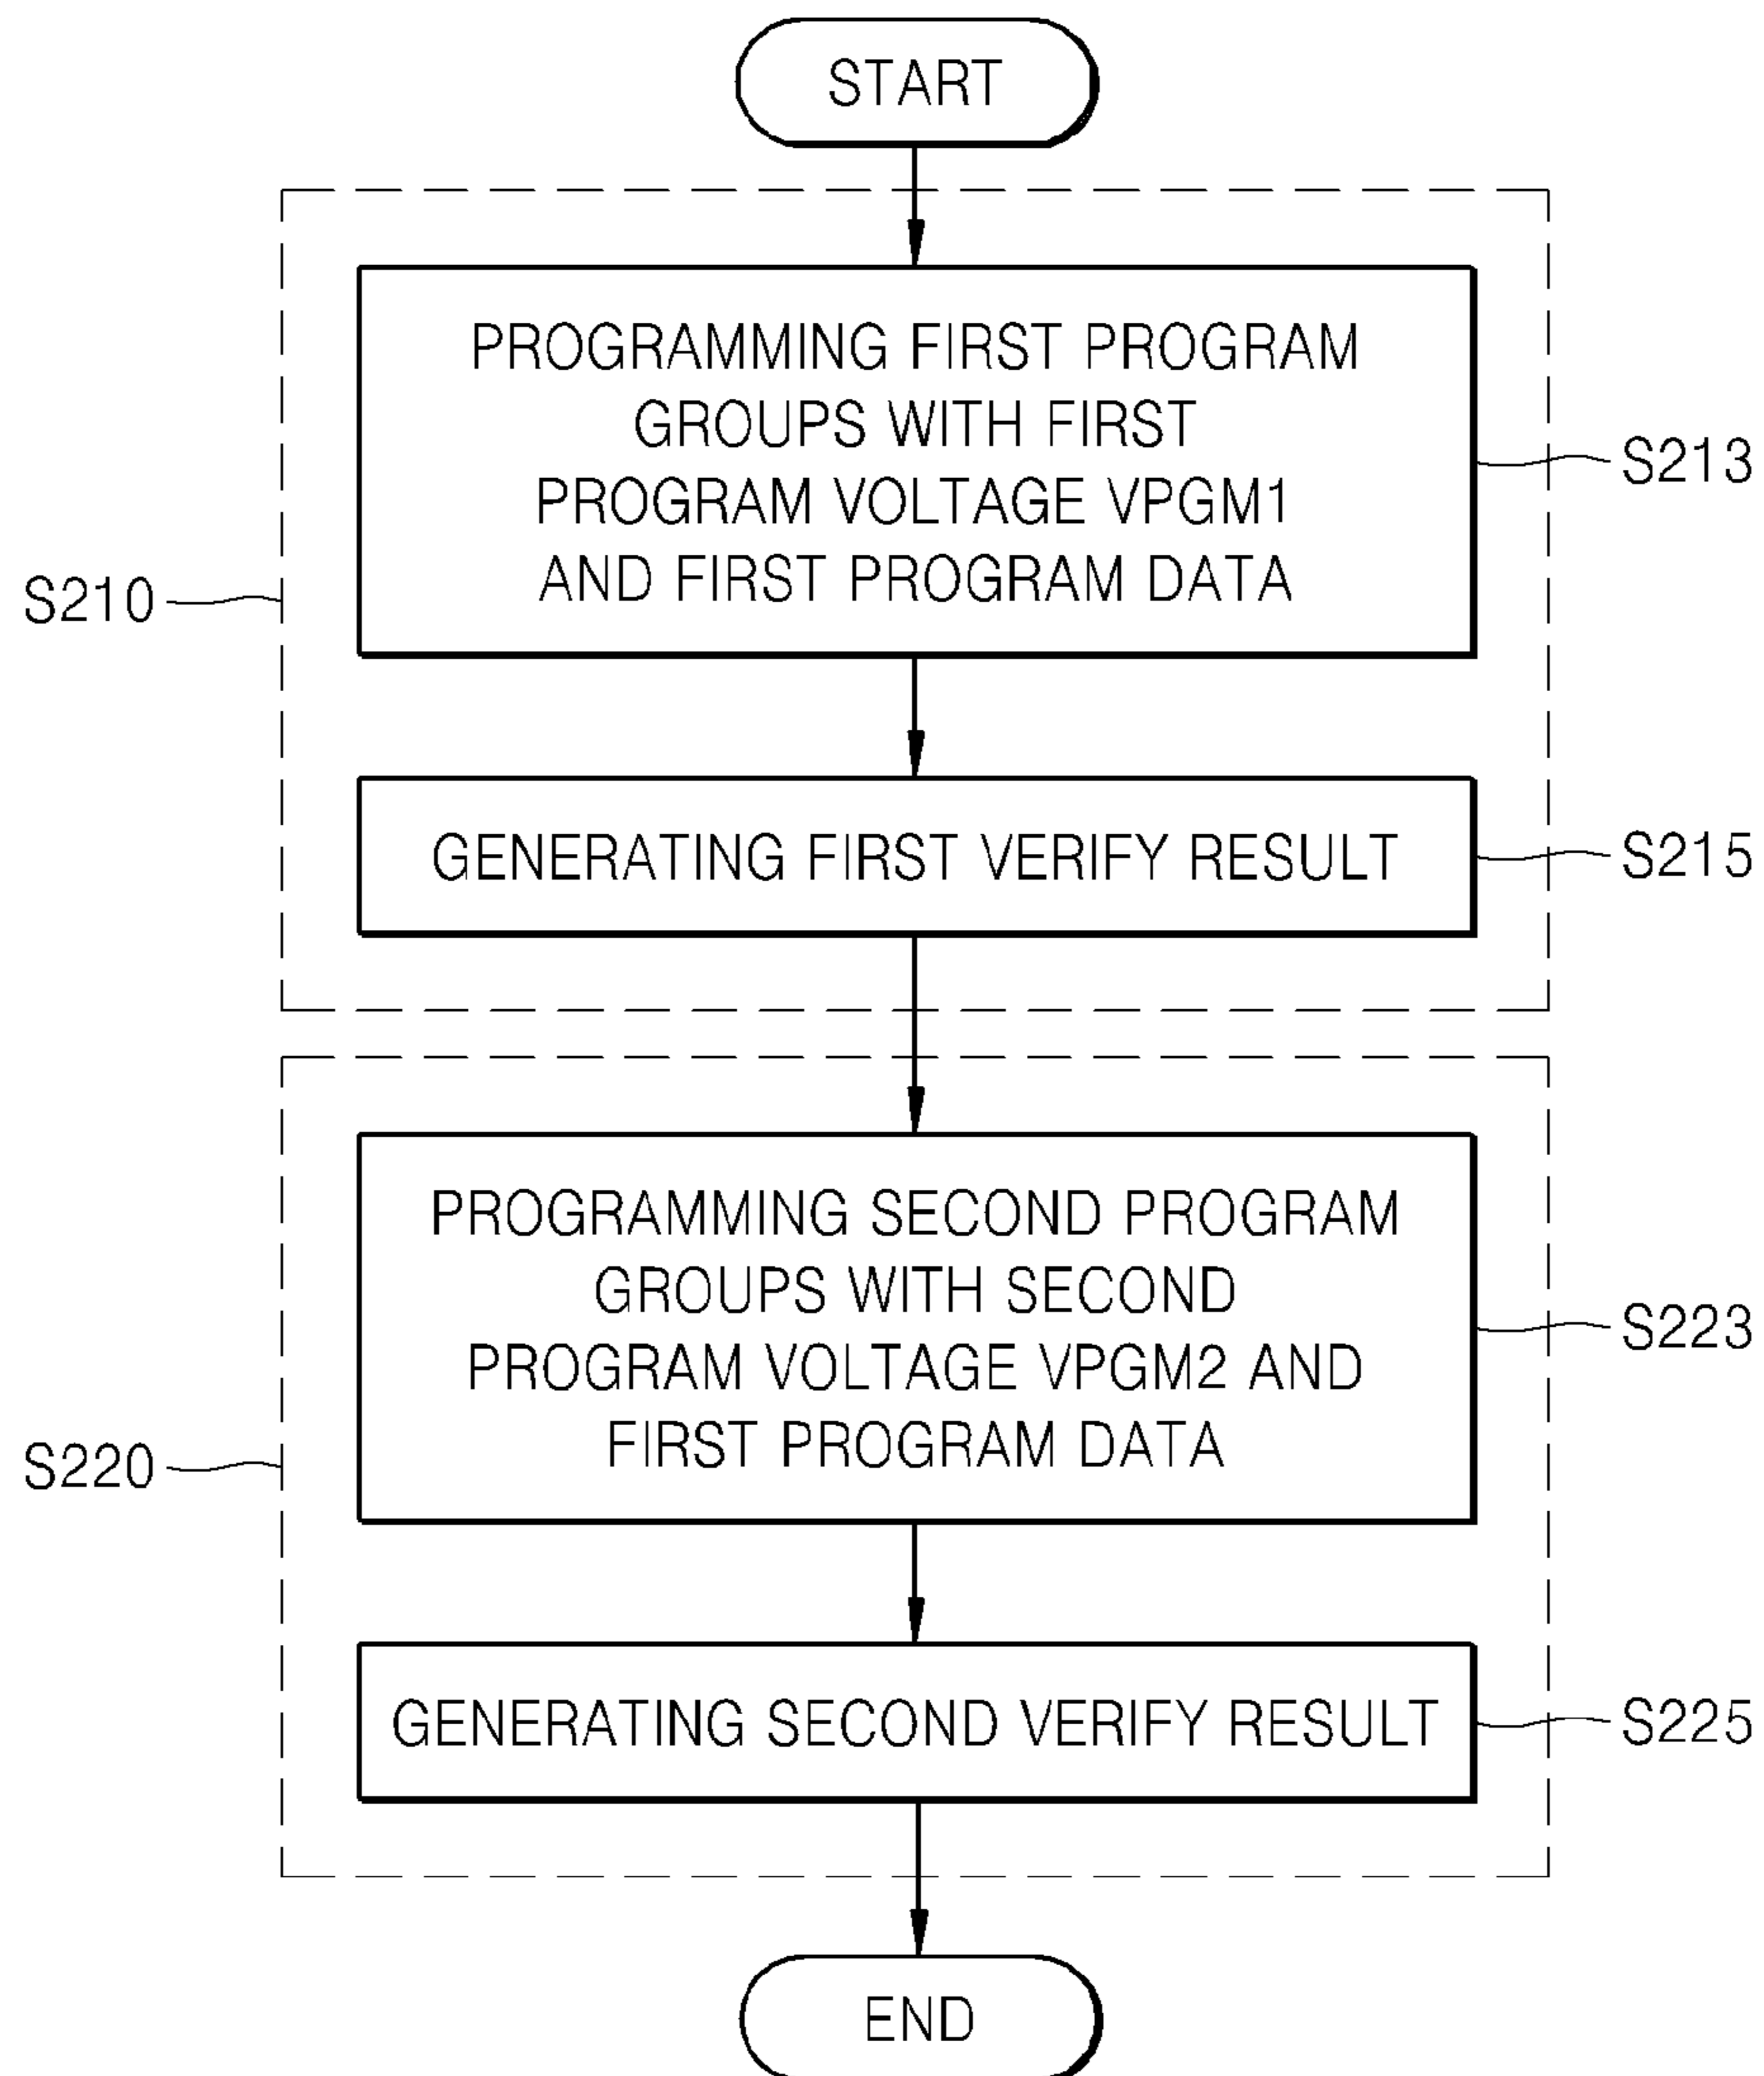 START
PROGRAMMING FIRST PROGRAM
GROUPS WITH FIRST
PROGRAM VOLTAGE VPGM1
AND FIRST PROGRAM DATA
S213
S210
GENERATING FIRST VERIFY RESULT
S215
PROGRAMMING SECOND PROGRAM
GROUPS WITH SECOND
PROGRAM VOLTAGE VPGM2 AND
FIRST PROGRAM DATA
S223
S220
GENERATING SECOND VERIFY RESULT
S225
END